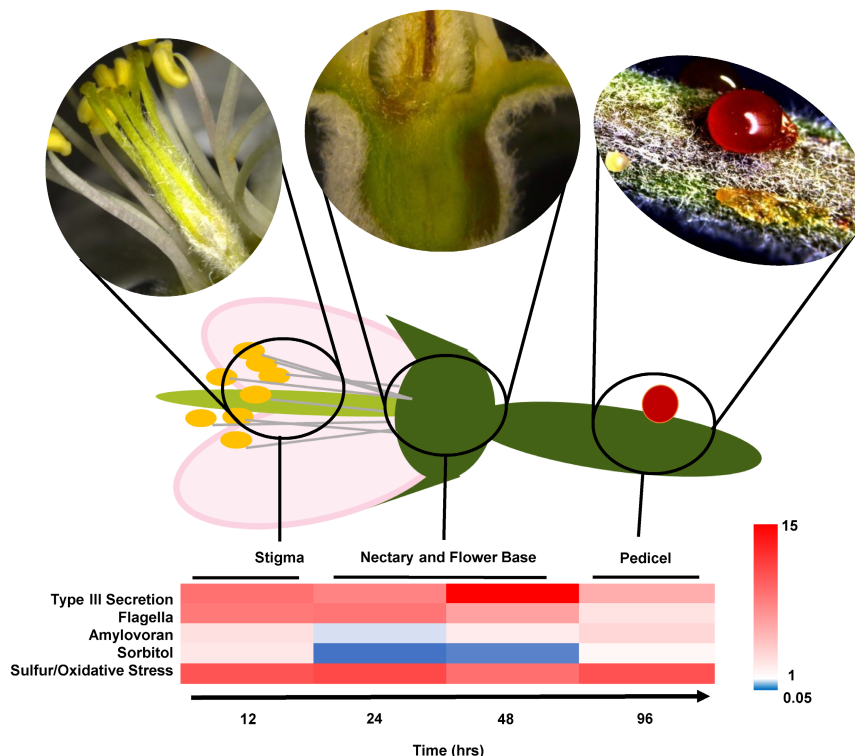 Stigma Nectary and Flower Base Pedicel
15
Type III Secretion
Flagella
Amylovoran
Sorbitol
Sulfur/Oxidative Stress
1
0.05
12 24 48 96
Time (hrs)